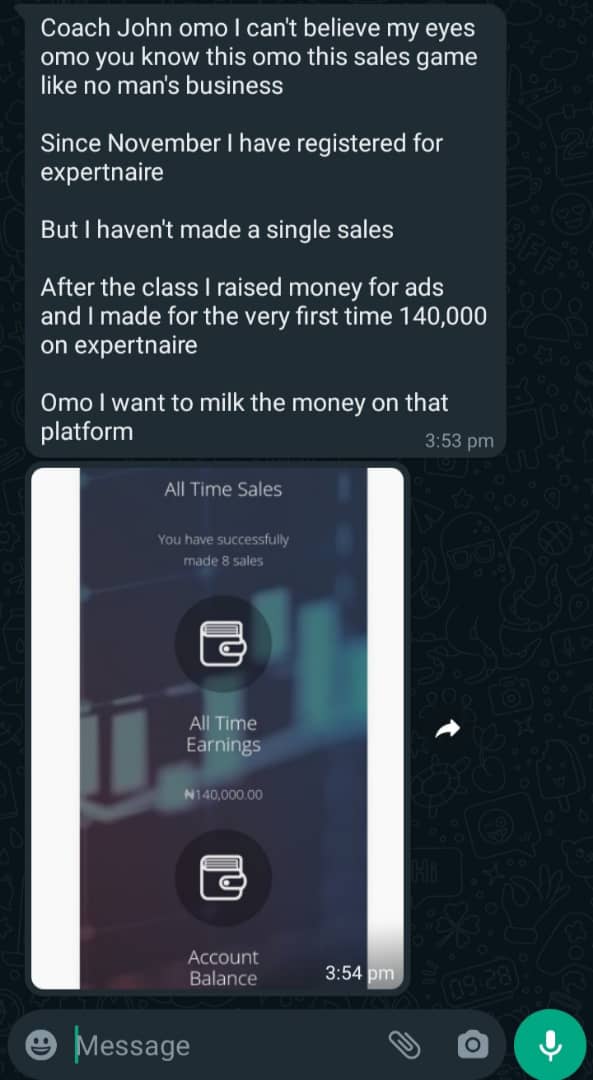 Coach John omo I can't believe my eyes
omo you know this omo this sales game
like no man's business
Since November I have registered for
expertnaire
But I haven't made a single sales
After the class I raised money for ads
and I made for the very first time 140,000
on expertnaire
Omo I want to milk the money on that
platform
3:53 pm
All Time Sales
You have successfully
made 8 sales
All Time
Earnings
₦140,000.00
Account
Balance
3:54 pm
Message